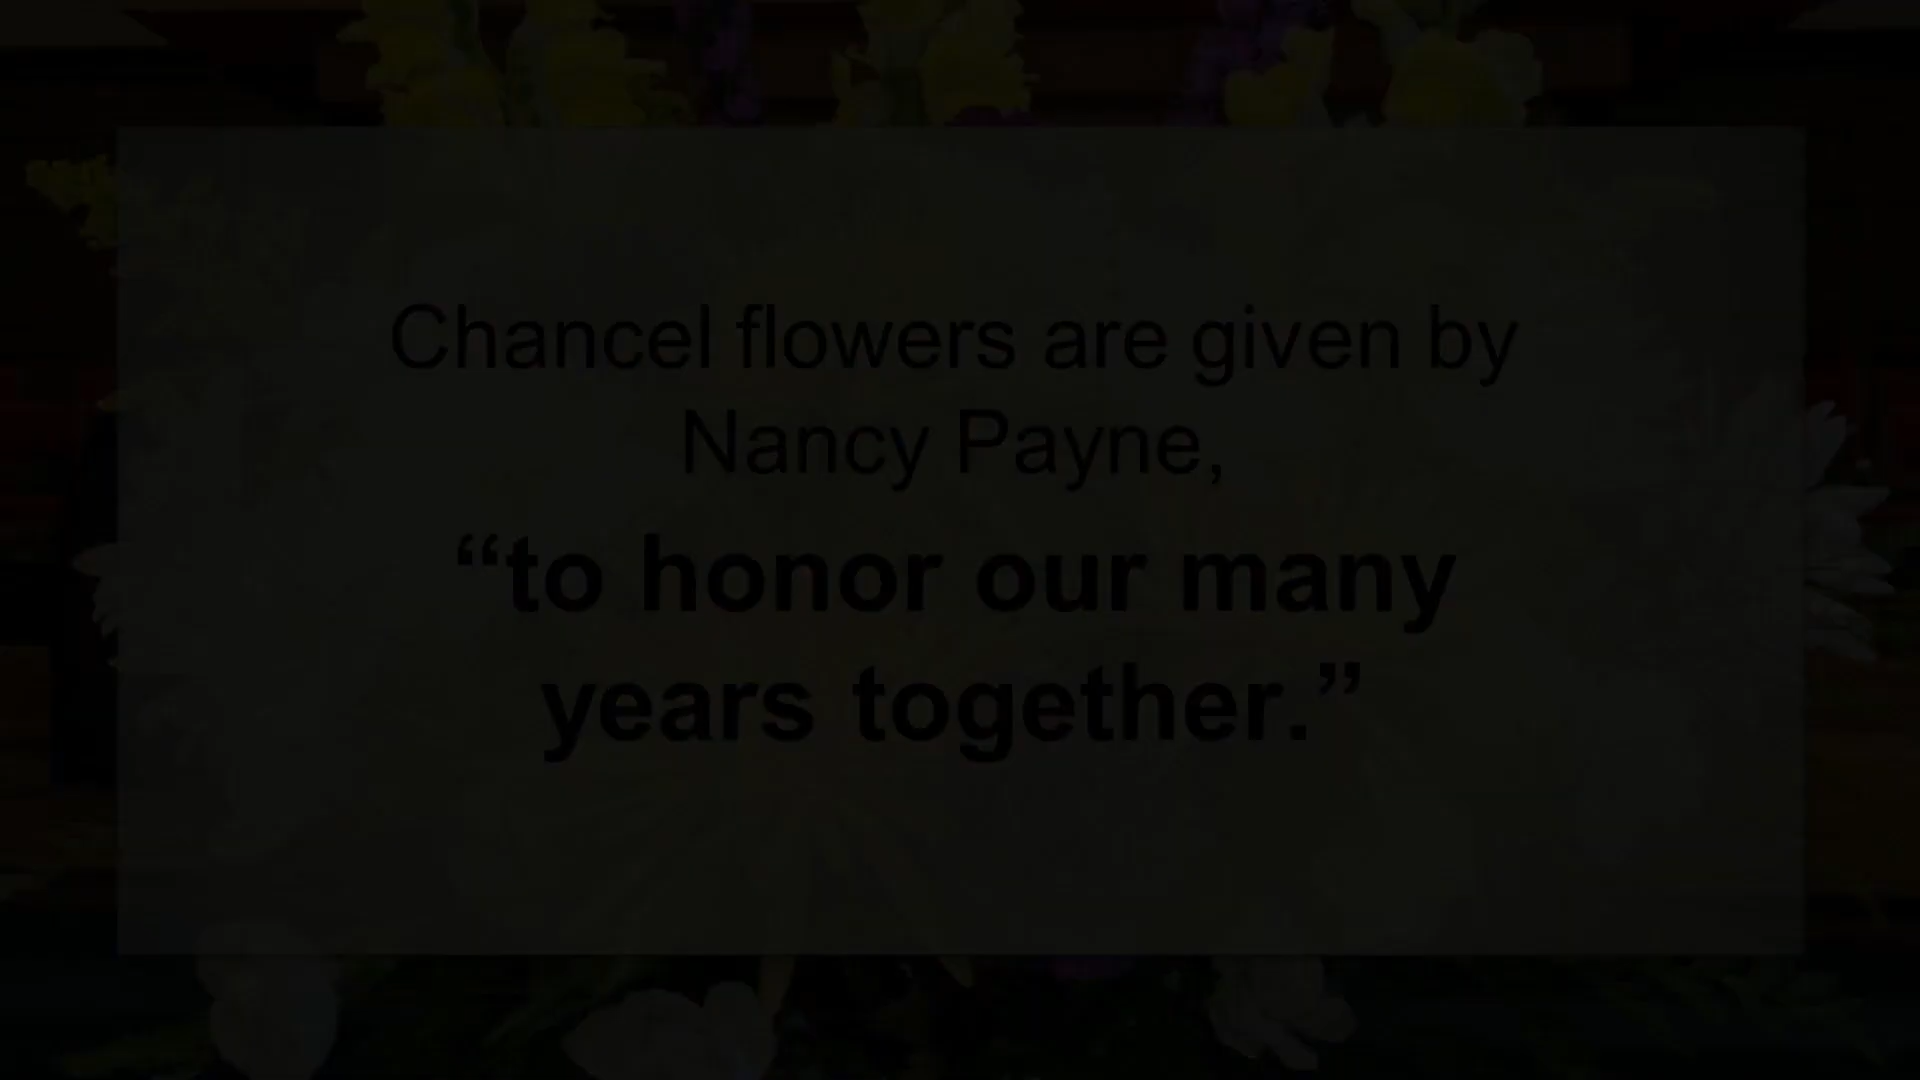 Chancel flowers are given by
Nancy Payne,
“to honor our many
years together.”